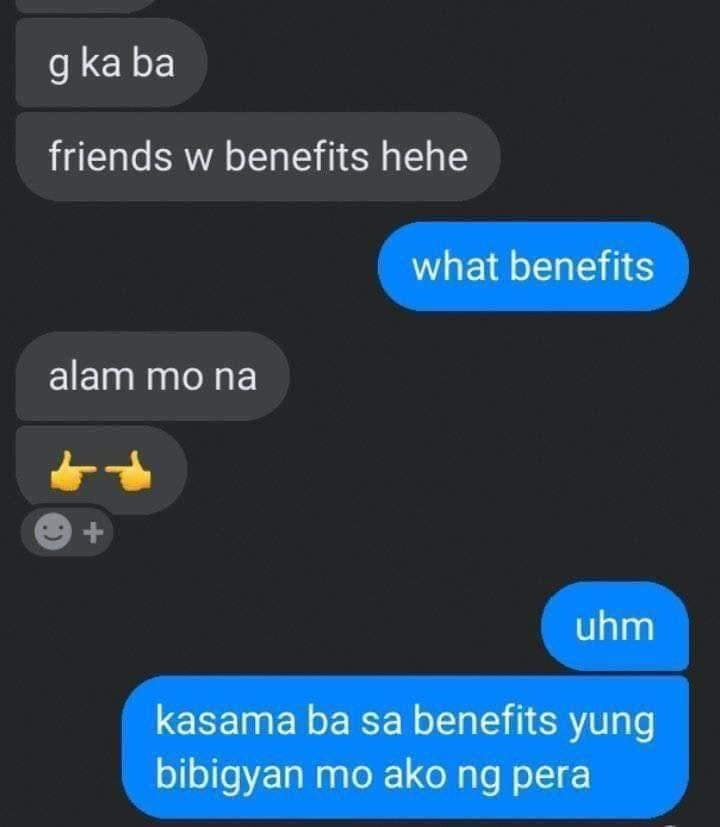 g ka ba
friends w benefits hehe
what benefits
alam mo na
👉👈
uhm
kasama ba sa benefits yung
bibigyan mo ako ng pera